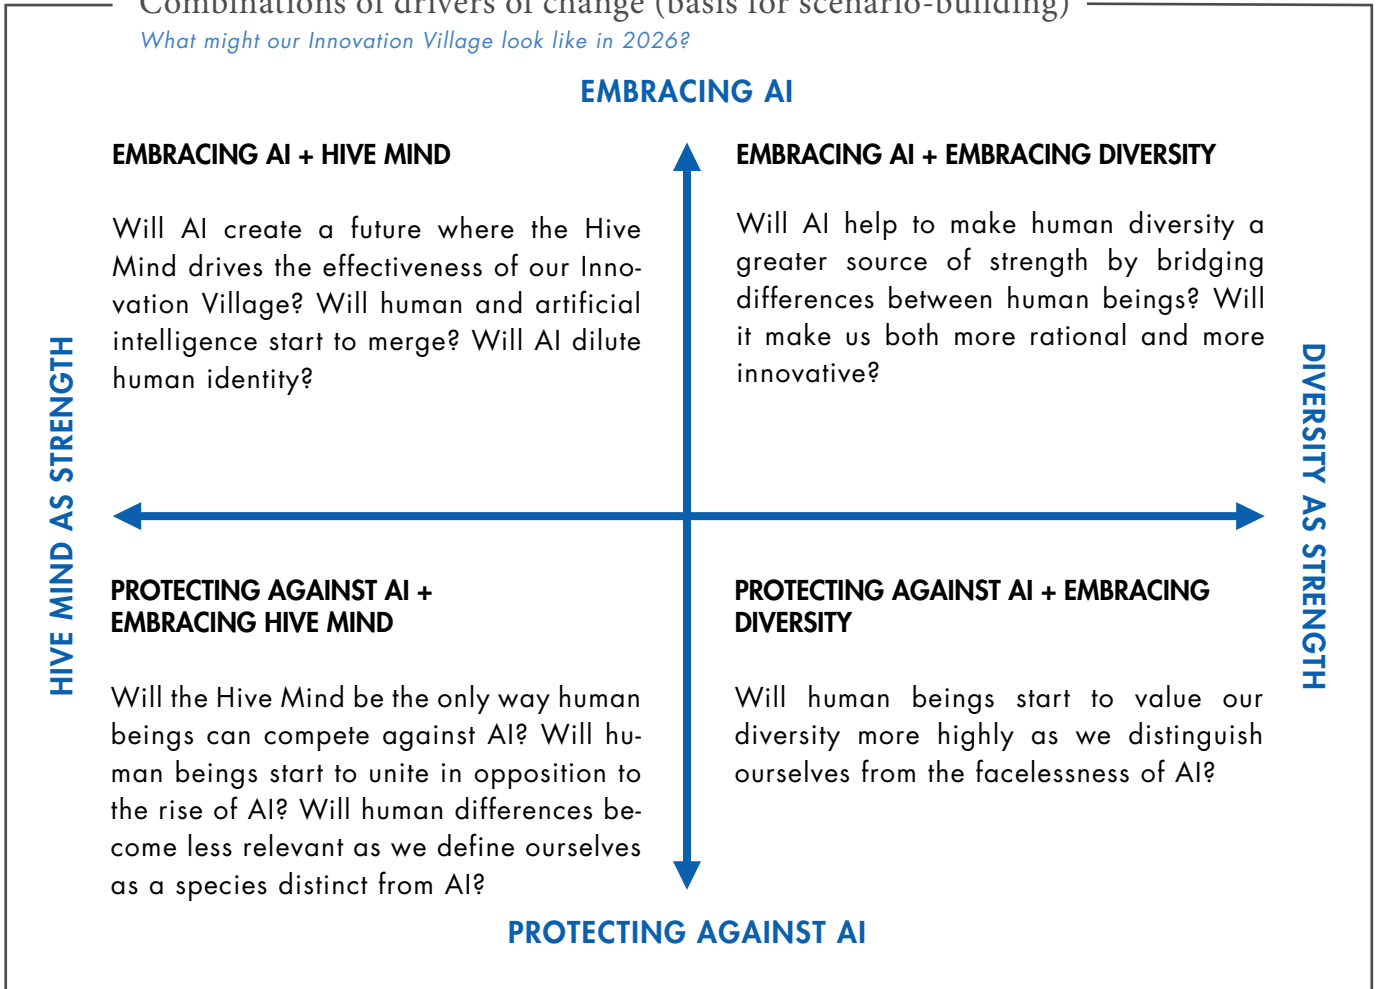 Combinations of drivers of change (basis for scenario-building)
What might our Innovation Village look like in 2026?
EMBRACING AI
EMBRACING AI + HIVE MIND
Will AI create a future where the Hive
Mind drives the effectiveness of our Inno-
vation Village? Will human and artificial
intelligence start to merge? Will AI dilute
human identity?
EMBRACING AI + EMBRACING DIVERSITY
Will AI help to make human diversity a
greater source of strength by bridging
differences between human beings? Will
it make us both more rational and more
innovative?
HIVE MIND AS STRENGTH
DIVERSITY AS STRENGTH
PROTECTING AGAINST AI +
EMBRACING HIVE MIND
Will the Hive Mind be the only way human
beings can compete against AI? Will hu-
man beings start to unite in opposition to
the rise of AI? Will human differences be-
come less relevant as we define ourselves
as a species distinct from AI?
PROTECTING AGAINST AI + EMBRACING
DIVERSITY
Will human beings start to value our
diversity more highly as we distinguish
ourselves from the facelessness of AI?
PROTECTING AGAINST AI